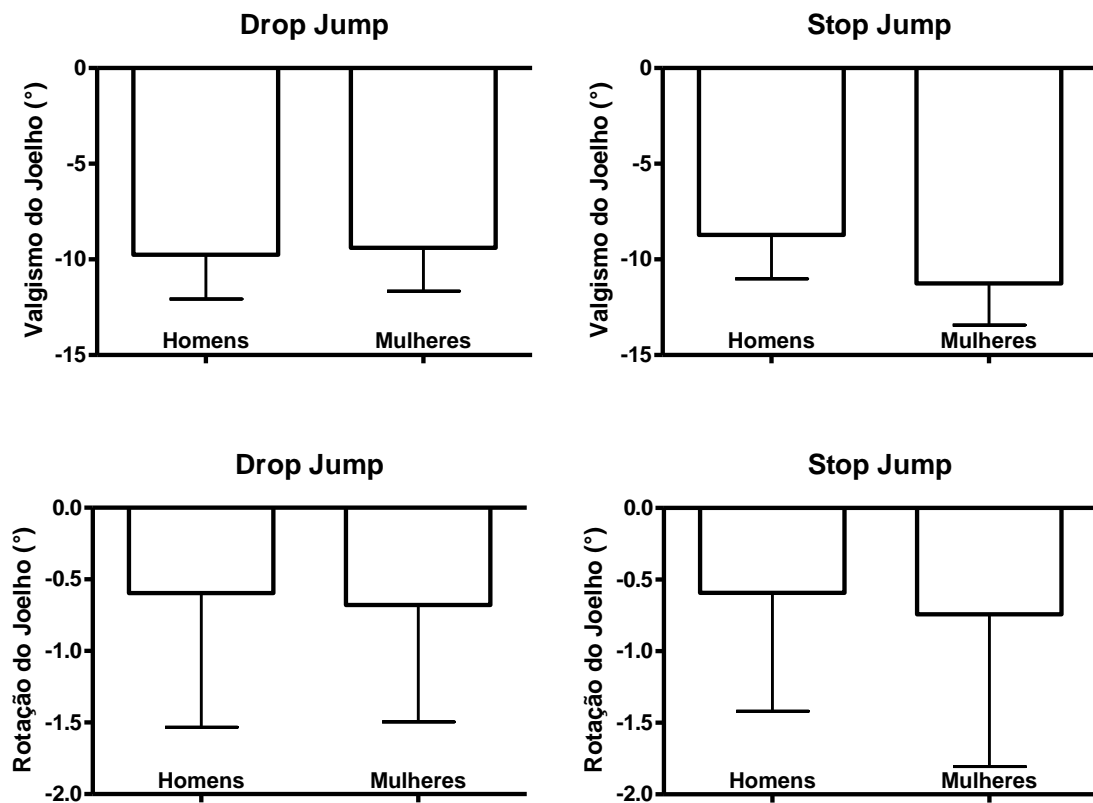 Drop Jump
Valgismo do Joelho (°)
0
-5
-10
-15
Homens
Mulheres
Stop Jump
Valgismo do Joelho (°)
0
-5
-10
-15
Homens
Mulheres
Drop Jump
Rotação do Joelho (°)
0.0
-0.5
-1.0
-1.5
-2.0
Homens
Mulheres
Stop Jump
Rotação do Joelho (°)
0.0
-0.5
-1.0
-1.5
-2.0
Homens
Mulheres